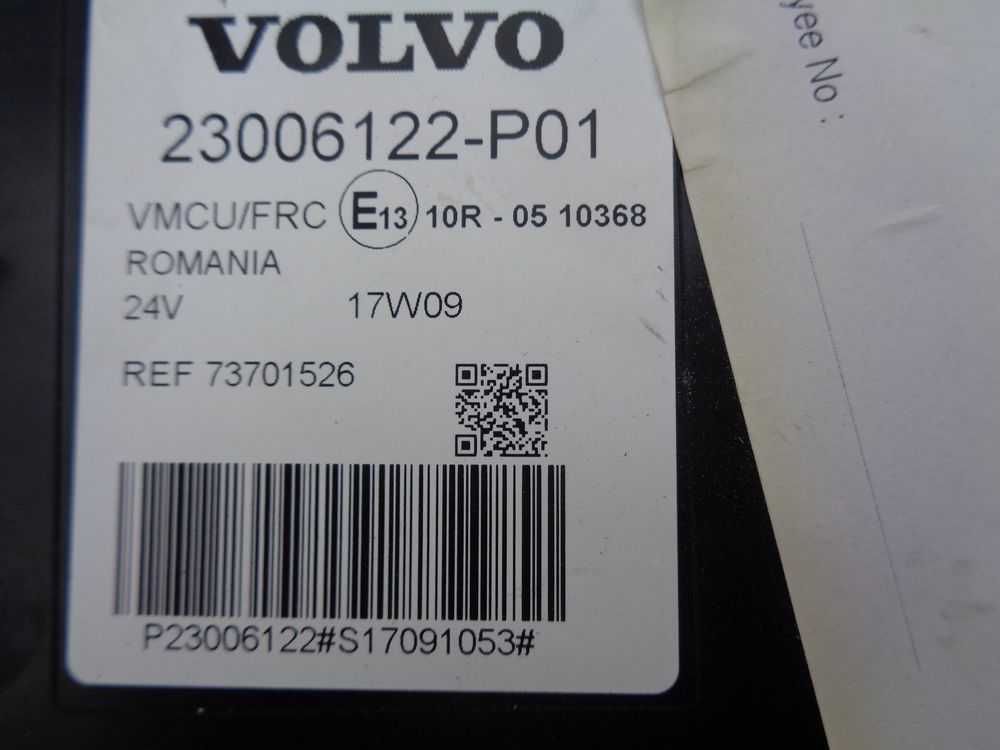 VOLVO
23006122-P01
VMCU/FRC E13 10R - 05 10368
ROMANIA
24V 17W09
REF 73701526
P23006122#S17091053#
yee No :